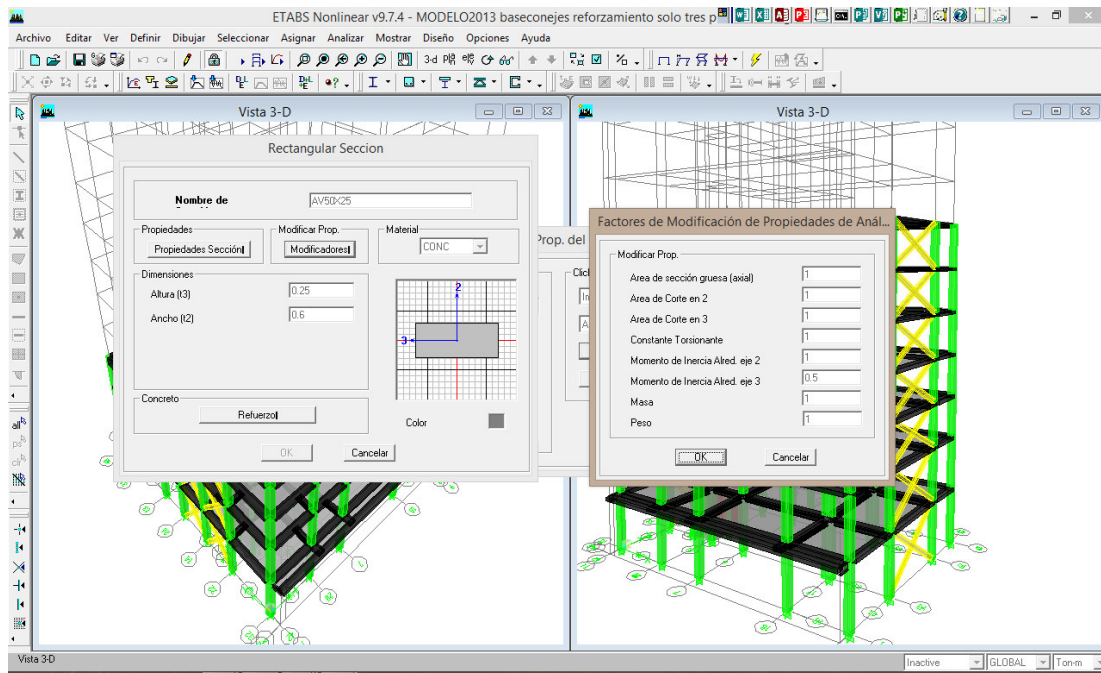 ETABS Nonlinear v9.7.4 - MODELO2013 baseconejes reforzamiento solo tres p
Archivo Editar Ver Definir Dibujar Seleccionar Asignar Analizar Mostrar Diseño Opciones Ayuda
3-d
Vista 3-D
Vista 3-D
Rectangular Seccion
Nombre de
AV50X25
Propiedades
Propiedades Sección
Modificar Prop.
Modificadores
Material
CONC
Dimensiones
Altura (t3)
0.25
Ancho (t2)
0.6
2
3
Concreto
Refuerzo
Color
OK
Cancelar
Prop. del
Factores de Modificación de Propiedades de Anál...
Modificar Prop.
Area de sección gruesa (axial)
1
Area de Corte en 2
1
Area de Corte en 3
1
Constante Torsionante
1
Momento de Inercia Alred. eje 2
1
Momento de Inercia Alred. eje 3
0.5
Masa
1
Peso
1
OK
Cancelar
all
ps
clr
Vista 3-D
Inactive
GLOBAL
Ton-m